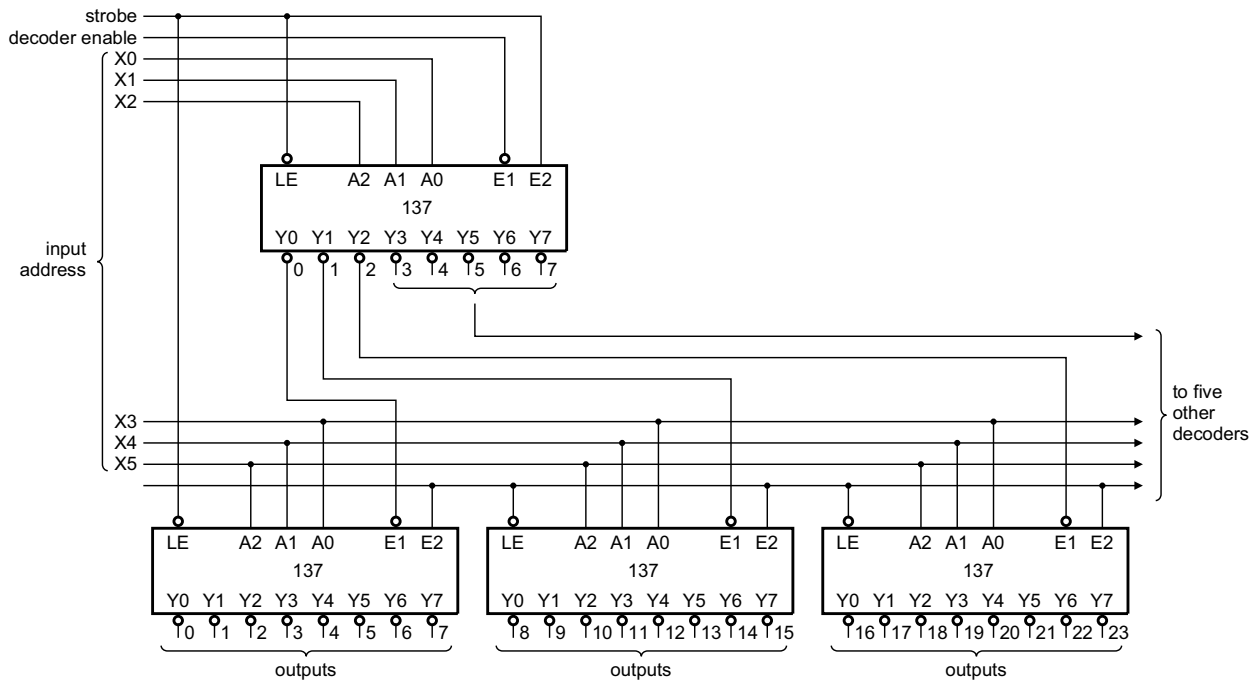 strobe
decoder enable
X0
X1
X2
LE A2 A1 A0 E1 E2
137
Y0 Y1 Y2 Y3 Y4 Y5 Y6 Y7
0 1 2 3 4 5 6 7
input
address
to five
other
decoders
X3
X4
X5
LE A2 A1 A0 E1 E2
137
Y0 Y1 Y2 Y3 Y4 Y5 Y6 Y7
0 1 2 3 4 5 6 7
outputs
LE A2 A1 A0 E1 E2
137
Y0 Y1 Y2 Y3 Y4 Y5 Y6 Y7
8 9 10 11 12 13 14 15
outputs
LE A2 A1 A0 E1 E2
137
Y0 Y1 Y2 Y3 Y4 Y5 Y6 Y7
16 17 18 19 20 21 22 23
outputs